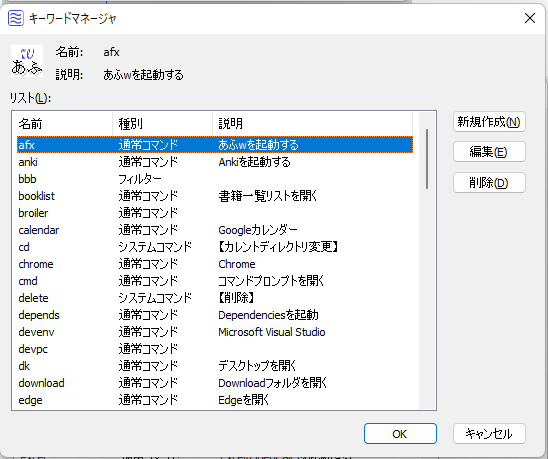 キーワードマネージャ
名前: afx
説明: あふwを起動する
リスト(L):
名前 種別 説明
afx 通常コマンド あふwを起動する
anki 通常コマンド Ankiを起動する
bbb フィルター
booklist 通常コマンド 書籍一覧リストを開く
broiler 通常コマンド
calendar 通常コマンド Googleカレンダー
cd システムコマンド 【カレントディレクトリ変更】
chrome 通常コマンド Chrome
cmd 通常コマンド コマンドプロンプトを開く
delete システムコマンド 【削除】
depends 通常コマンド Dependenciesを起動
devenv 通常コマンド Microsoft Visual Studio
devpc 通常コマンド
dk 通常コマンド デスクトップを開く
download 通常コマンド Downloadフォルダを開く
edge 通常コマンド Edgeを開く
新規作成(N)
編集(E)
削除(D)
OK
キャンセル